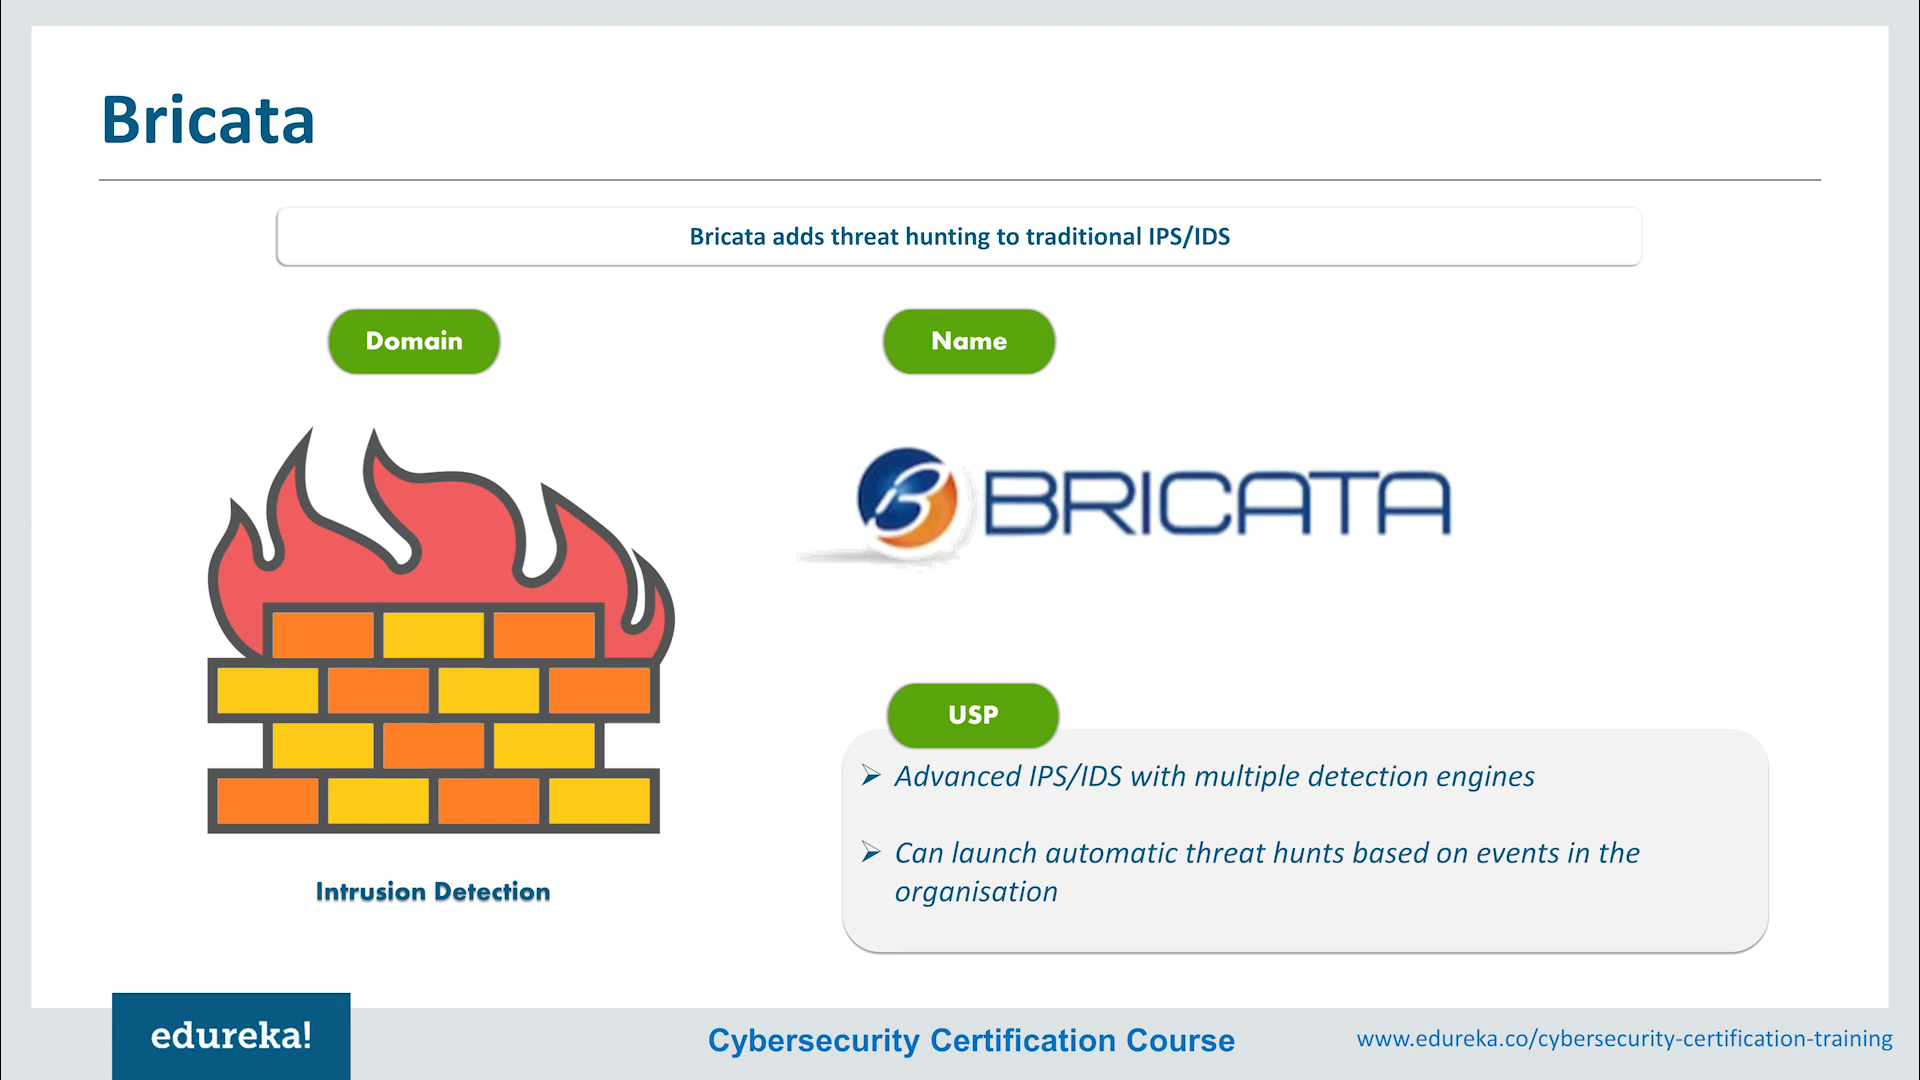 Bricata
Bricata adds threat hunting to traditional IPS/IDS
Domain
Name
BRICATA
USP
Advanced IPS/IDS with multiple detection engines
Can launch automatic threat hunts based on events in the
organisation
Intrusion Detection
edureka!
Cybersecurity Certification Course
www.edureka.co/cybersecurity-certification-training